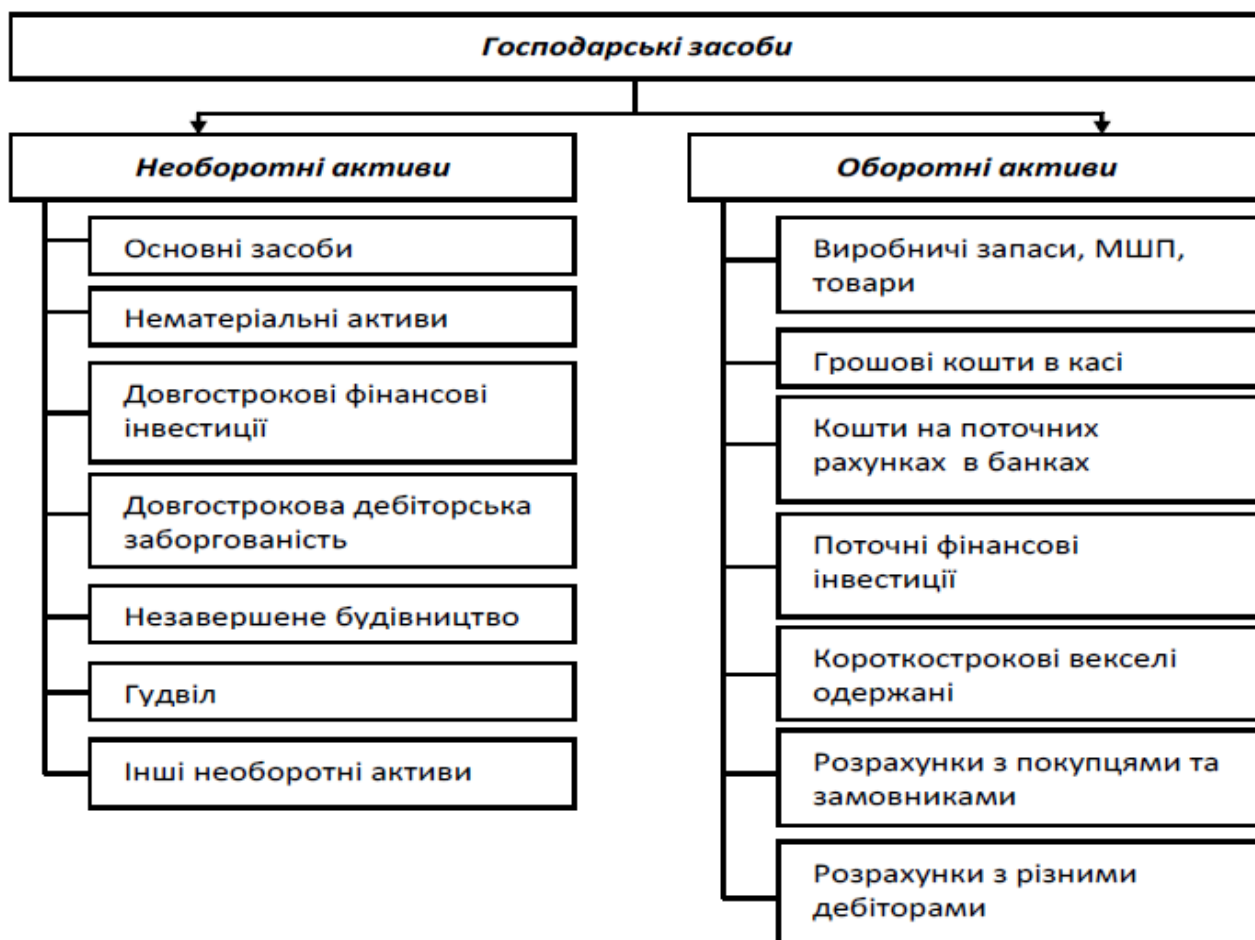 Господарські засоби
Необоротні активи
Основні засоби
Нематеріальні активи
Довгострокові фінансові
інвестиції
Довгострокова дебіторська
заборгованість
Незавершене будівництво
Гудвіл
Інші необоротні активи
Оборотні активи
Виробничі запаси, МШП,
товари
Грошові кошти в касі
Кошти на поточних
рахунках в банках
Поточні фінансові
інвестиції
Короткострокові векселі
одержані
Розрахунки з покупцями та
замовниками
Розрахунки з різними
дебіторами